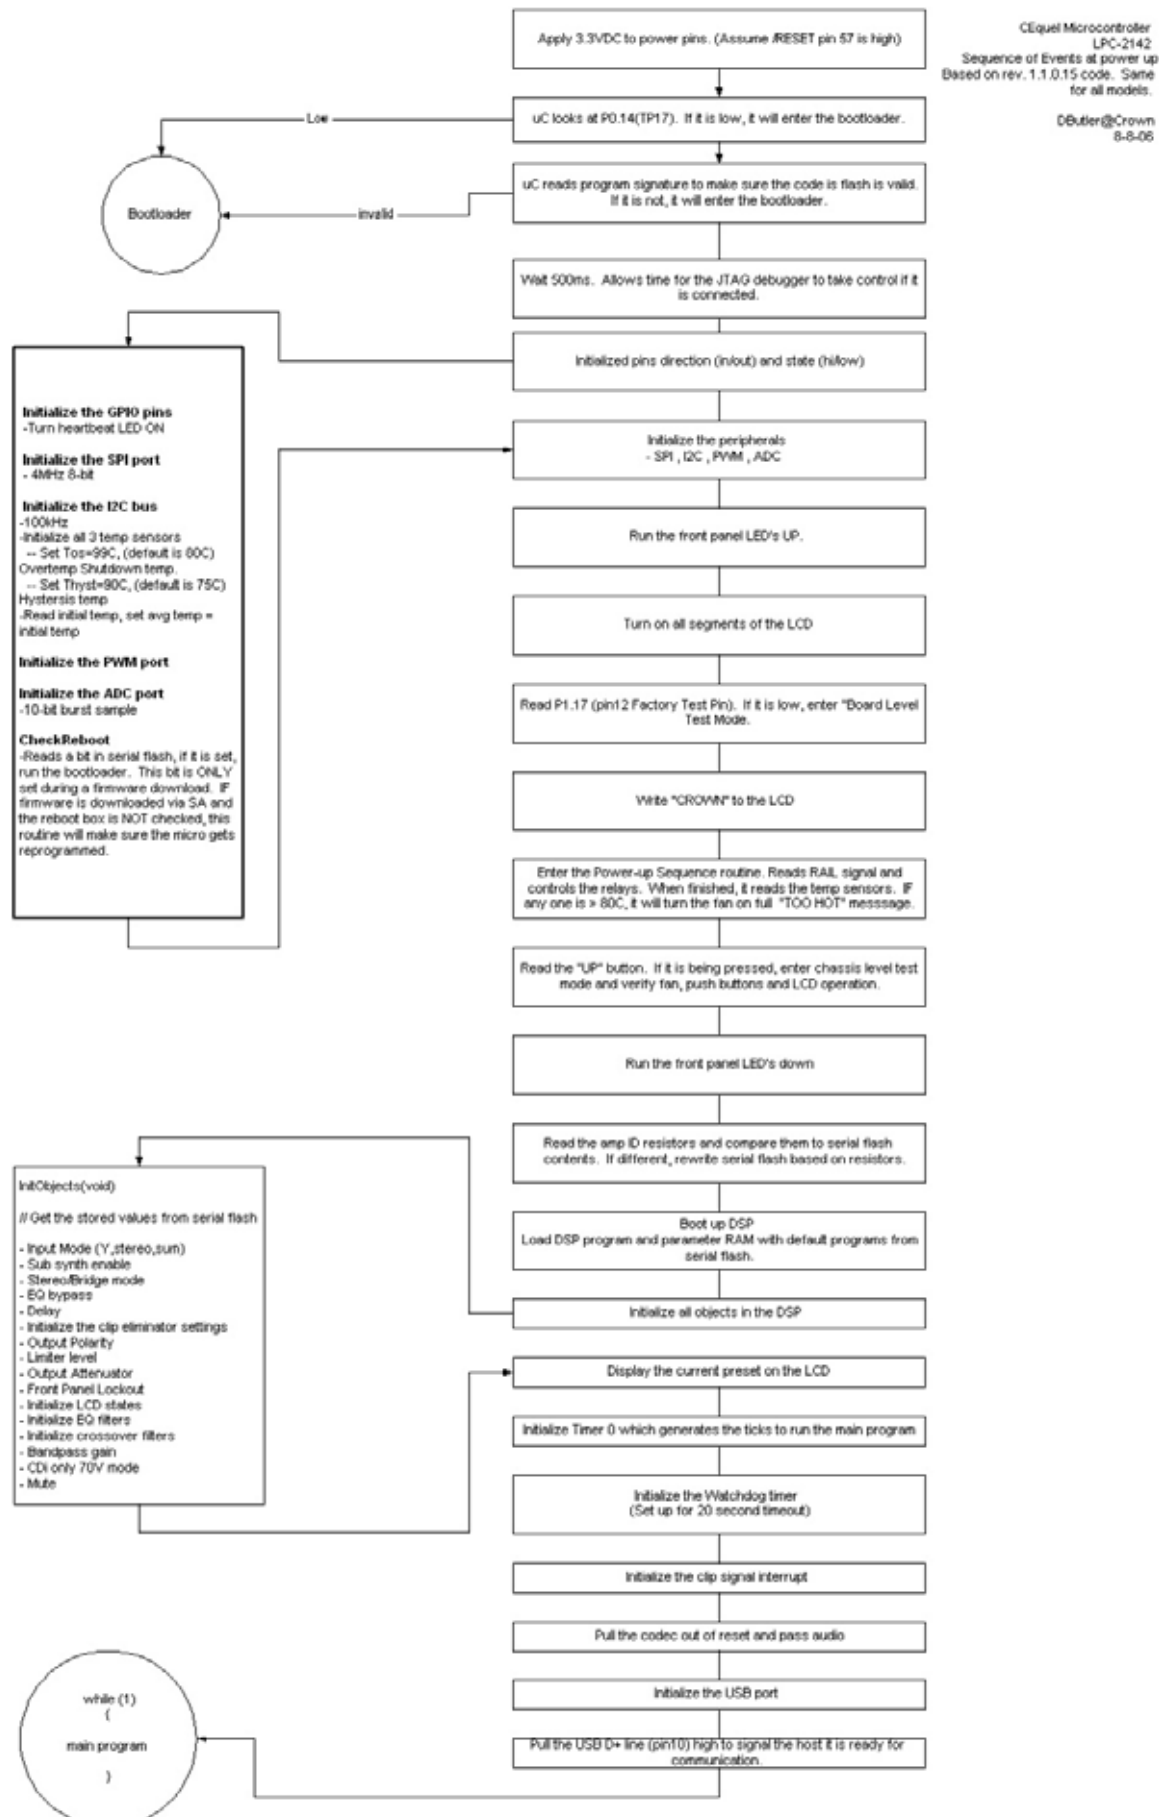 Apply 3.3VDC to power pins. (Assume /RESET pin 57 is high)
CEquel Microcontroller
LPC-2142
Sequence of Events at power up
Based on rev. 1.1.0.15 code. Same
for all models.
DButler@Crown
8-8-06
Low
uC looks at P0.14(TP17). If it is low, it will enter the bootloader.
Bootloader
invalid
uC reads program signature to make sure the code is flash is valid.
If it is not, it will enter the bootloader.
Wait 500ms. Allows time for the JTAG debugger to take control if it
is connected.
Initialized pins direction (in/out) and state (hi/low)
Initialize the GPIO pins
-Turn heartbeat LED ON
Initialize the SPI port
- 4MHz 8-bit
Initialize the I2C bus
-100kHz
-Initialize all 3 temp sensors
-- Set Tos=99C, (default is 80C)
Overtemp Shutdown temp.
-- Set Thyst=90C, (default is 75C)
Hystersis temp
-Read initial temp, set avg temp =
initial temp
Initialize the PWM port
Initialize the ADC port
-10-bit burst sample
CheckReboot
-Reads a bit in serial flash, if it is set,
run the bootloader. This bit is ONLY
set during a firmware download. IF
firmware is downloaded via SA and
the reboot box is NOT checked, this
routine will make sure the micro gets
reprogrammed.
Initialize the peripherals
- SPI , I2C , PWM , ADC
Run the front panel LED's UP.
Turn on all segments of the LCD
Read P1.17 (pin12 Factory Test Pin). If it is low, enter "Board Level
Test Mode.
Write "CROWN" to the LCD
Enter the Power-up Sequence routine. Reads RAIL signal and
controls the relays. When finished, it reads the temp sensors. IF
any one is > 80C, it will turn the fan on full "TOO HOT" messsage.
Read the "UP" button. If it is being pressed, enter chassis level test
mode and verify fan, push buttons and LCD operation.
Run the front panel LED's down
Read the amp ID resistors and compare them to serial flash
contents. If different, rewrite serial flash based on resistors.
Boot up DSP
Load DSP program and parameter RAM with default programs from
serial flash.
Initialize all objects in the DSP
InitObjects(void)
// Get the stored values from serial flash
- Input Mode (Y,stereo,sum)
- Sub synth enable
- Stereo/Bridge mode
- EQ bypass
- Delay
- Initialize the clip eliminator settings
- Output Polarity
- Limiter level
- Output Attenuator
- Front Panel Lockout
- Initialize LCD states
- Initialize EQ filters
- Initialize crossover filters
- Bandpass gain
- CDi only 70V mode
- Mute
Display the current preset on the LCD
Initialize Timer 0 which generates the ticks to run the main program
Initialize the Watchdog timer
(Set up for 20 second timeout)
Initialize the clip signal interrupt
Pull the codec out of reset and pass audio
Initialize the USB port
Pull the USB D+ line (pin10) high to signal the host it is ready for
communication.
while (1)
{
main program
}